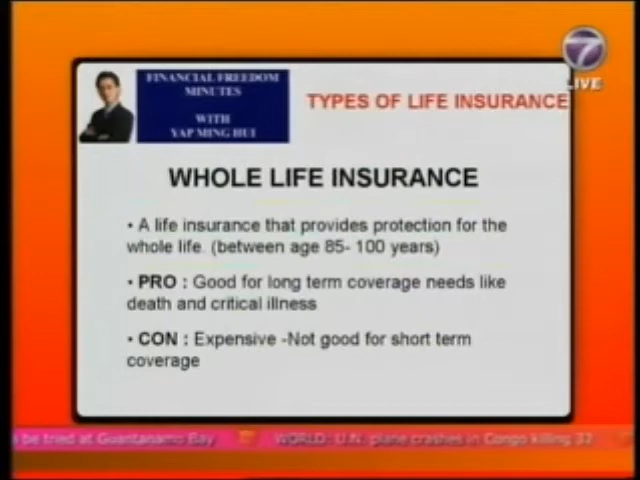 7
LIVE
FINANCIAL FREEDOM
MINUTES
WITH
YAP MING HUI
TYPES OF LIFE INSURANCE
WHOLE LIFE INSURANCE
• A life insurance that provides protection for the
whole life. (between age 85- 100 years)
• PRO : Good for long term coverage needs like
death and critical illness
• CON : Expensive -Not good for short term
coverage
be tried at Guantanamo Bay
WORLD: U.N. plane crashes in Congo killing 32